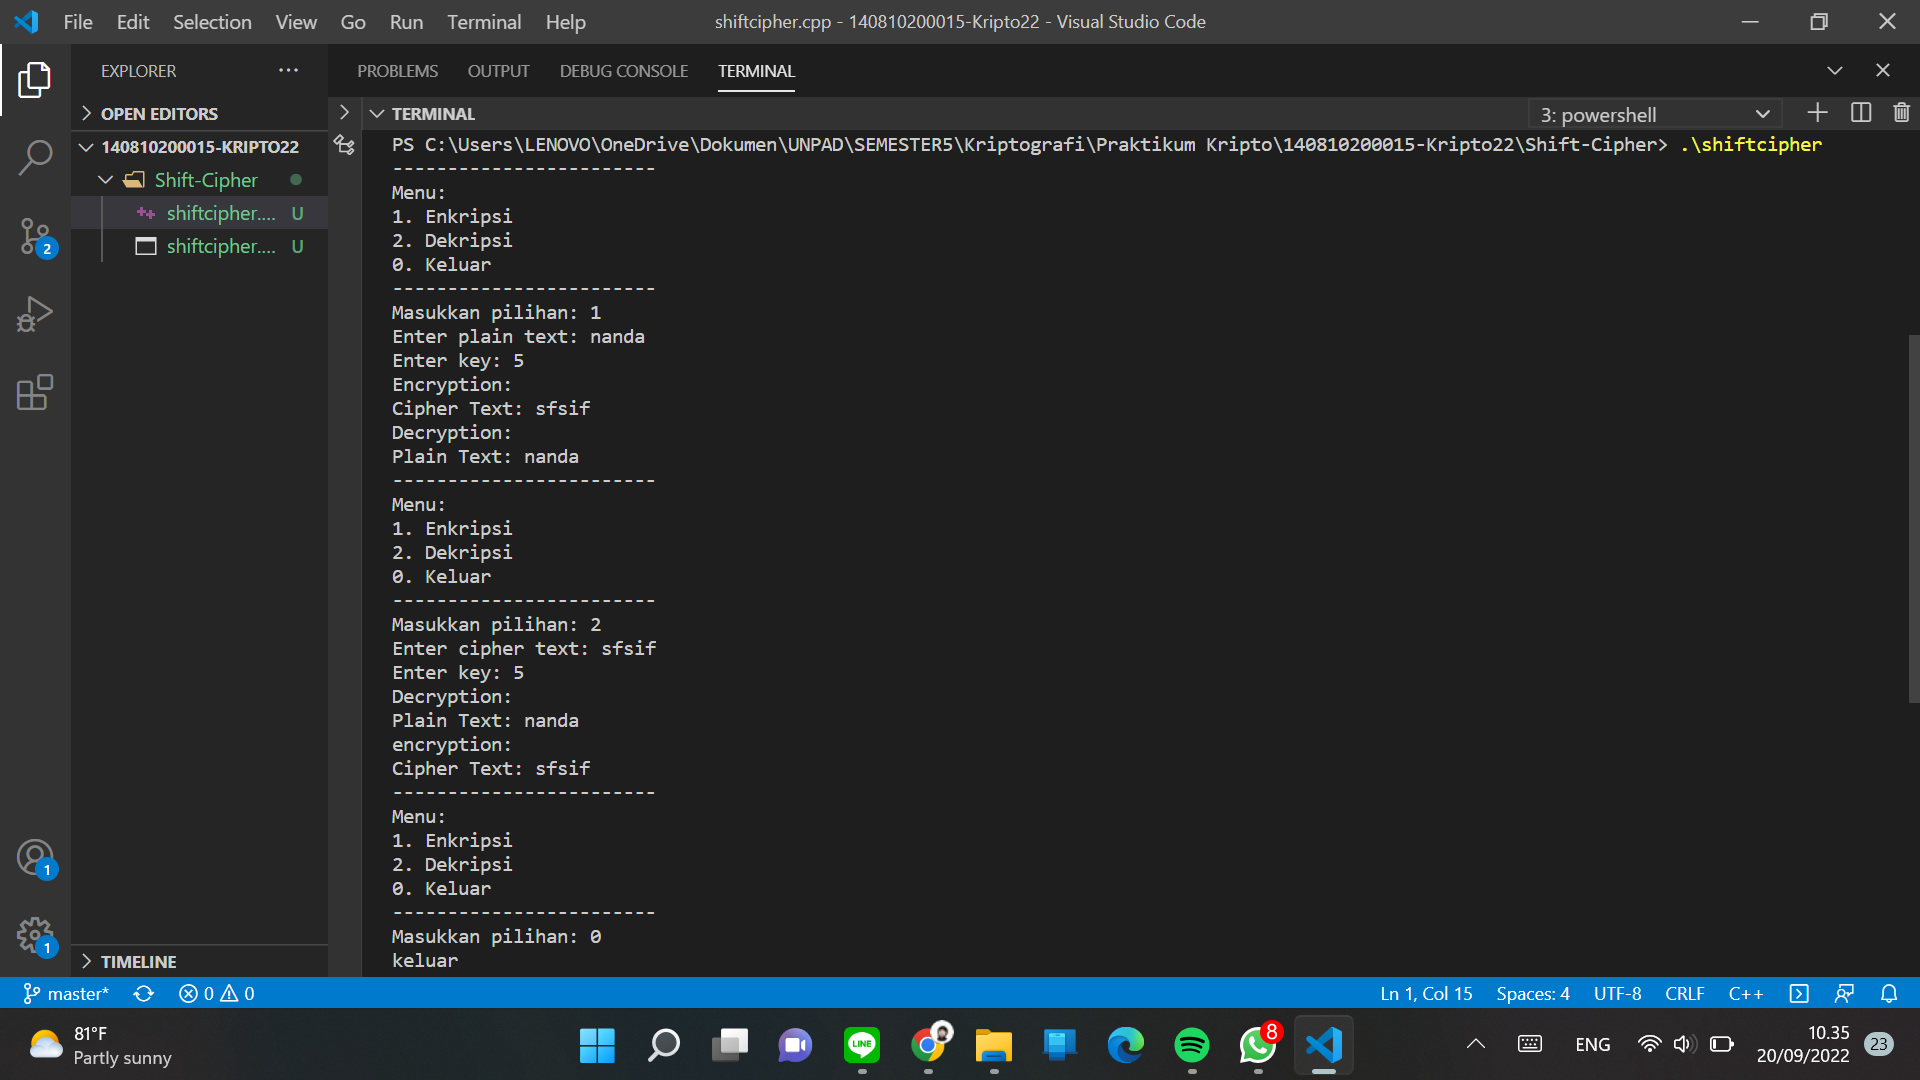 File Edit Selection View Go Run Terminal Help
shiftcipher.cpp - 140810200015-Kripto22 - Visual Studio Code
EXPLORER
OPEN EDITORS
140810200015-KRIPTO22
Shift-Cipher
shiftcipher.... U
shiftcipher.... U
TIMELINE
2
1
1
PROBLEMS OUTPUT DEBUG CONSOLE TERMINAL
TERMINAL
3: powershell
PS C:\Users\LENOVO\OneDrive\Dokumen\UNPAD\SEMESTER5\Kriptografi\Praktikum Kripto\140810200015-Kripto22\Shift-Cipher> .\shiftcipher
------------------------
Menu:
1. Enkripsi
2. Dekripsi
0. Keluar
------------------------
Masukkan pilihan: 1
Enter plain text: nanda
Enter key: 5
Encryption:
Cipher Text: sfsif
Decryption:
Plain Text: nanda
------------------------
Menu:
1. Enkripsi
2. Dekripsi
0. Keluar
------------------------
Masukkan pilihan: 2
Enter cipher text: sfsif
Enter key: 5
Decryption:
Plain Text: nanda
encryption:
Cipher Text: sfsif
------------------------
Menu:
1. Enkripsi
2. Dekripsi
0. Keluar
------------------------
Masukkan pilihan: 0
keluar
master* 0 0
Ln 1, Col 15 Spaces: 4 UTF-8 CRLF C++
81°F
Partly sunny
LINE
8
ENG
10.35
20/09/2022
23